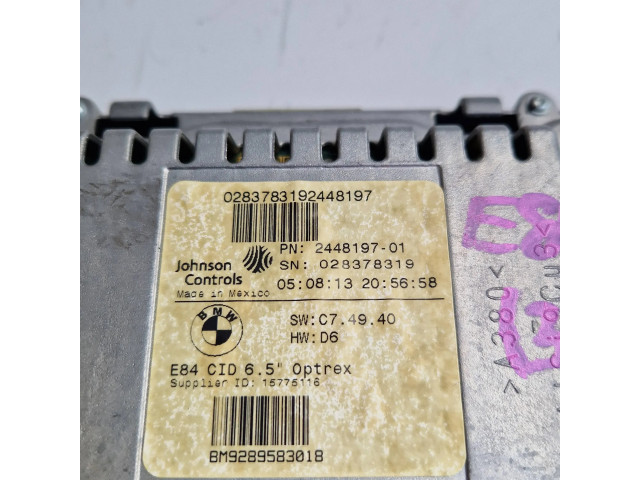 0283783192448197
PN: 2448197-01
SN: 028378319
Johnson
Controls
Made in Mexico
05:08:13 20:56:58
BMW
SW:C7.49.40
HW:D6
E84 CID 6.5" Optrex
Supplier ID: 15775116
BM9289583018
>A380<